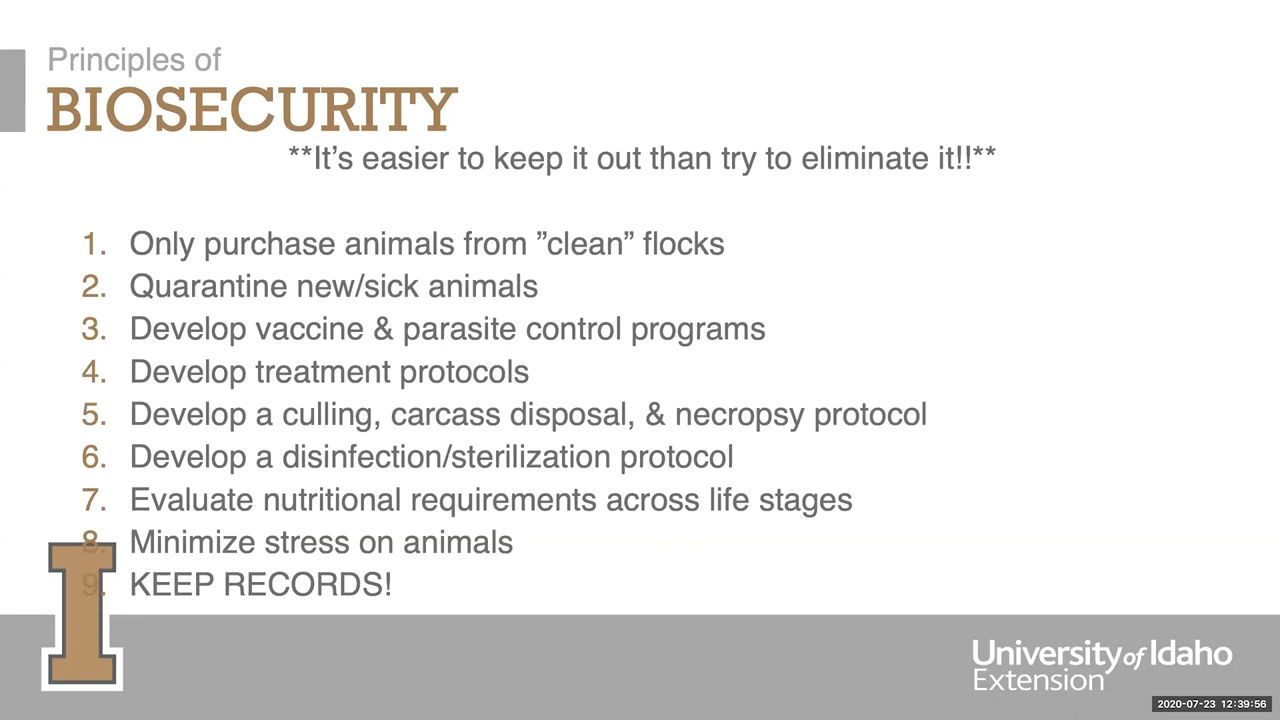 Principles of
BIOSECURITY
**It’s easier to keep it out than try to eliminate it!!**
1. Only purchase animals from ”clean” flocks
2. Quarantine new/sick animals
3. Develop vaccine & parasite control programs
4. Develop treatment protocols
5. Develop a culling, carcass disposal, & necropsy protocol
6. Develop a disinfection/sterilization protocol
7. Evaluate nutritional requirements across life stages
8. Minimize stress on animals
9. KEEP RECORDS!
I
University of Idaho
Extension
2020-07-23 12:39:56